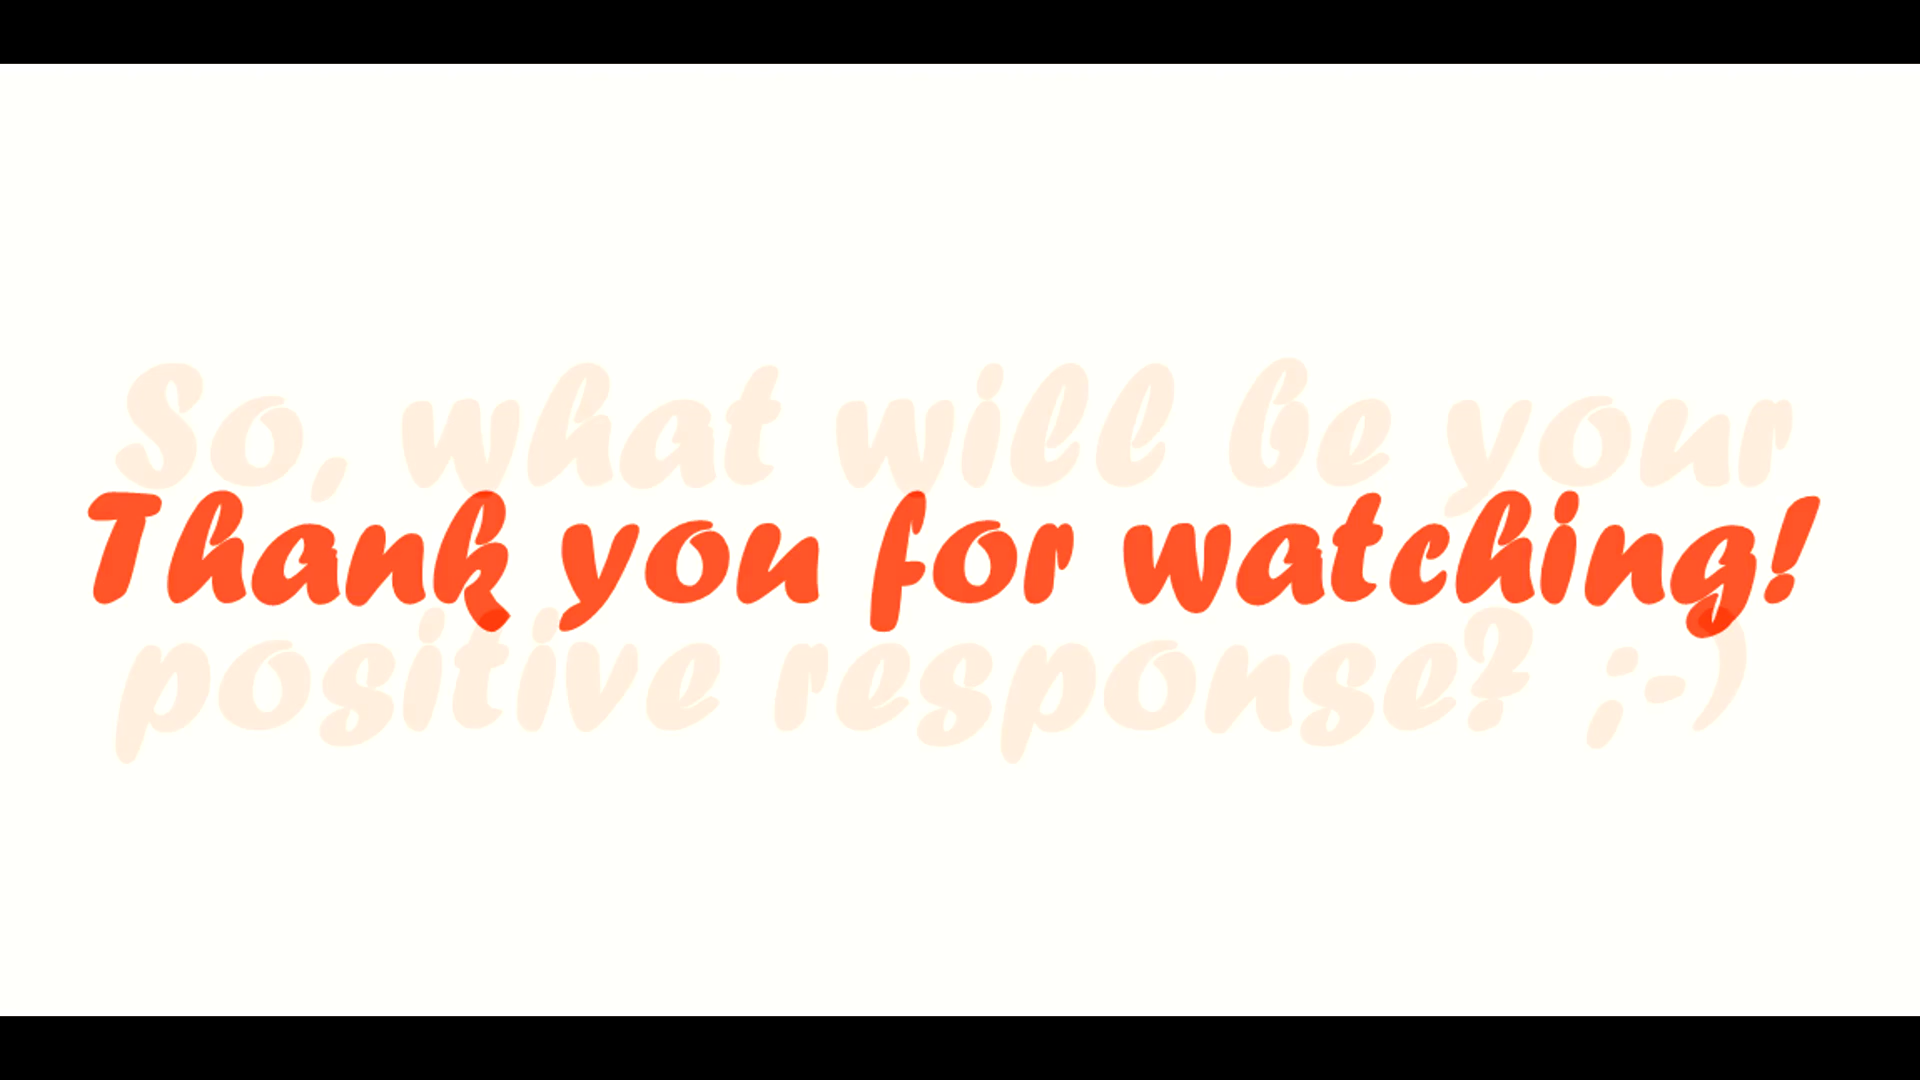 So, what will be your
Thank you for watching!
positive response? ;-)